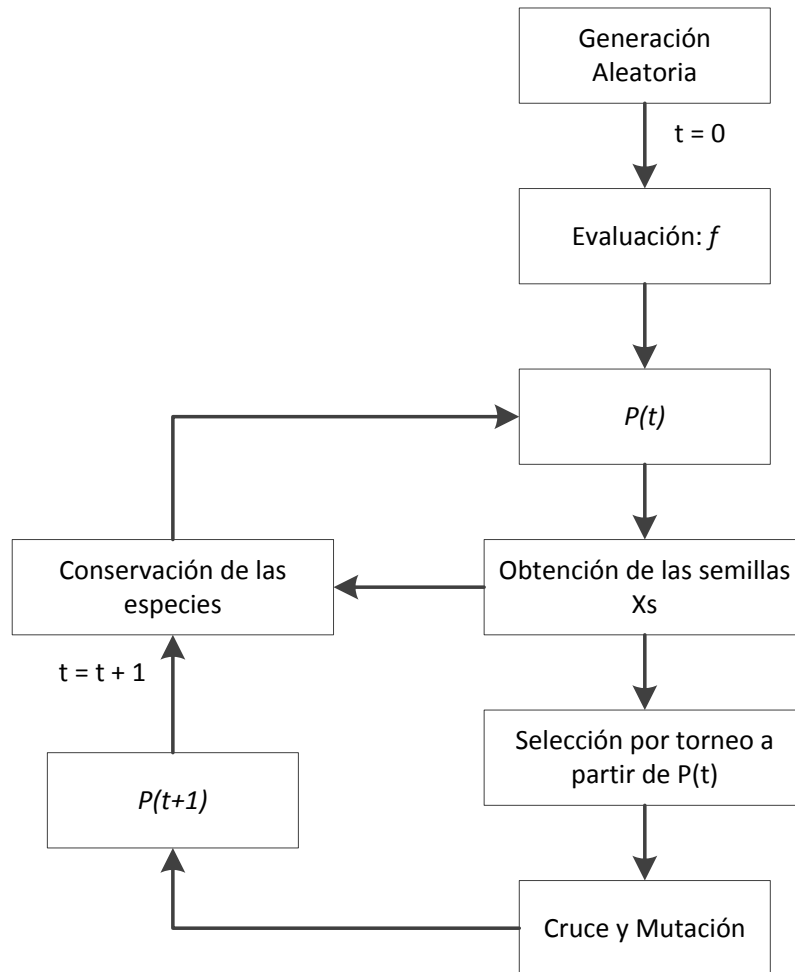 Generación
Aleatoria
t = 0
Evaluación: f
P(t)
Conservación de las
especies
Obtención de las semillas
Xs
t = t + 1
Selección por torneo a
partir de P(t)
P(t+1)
Cruce y Mutación